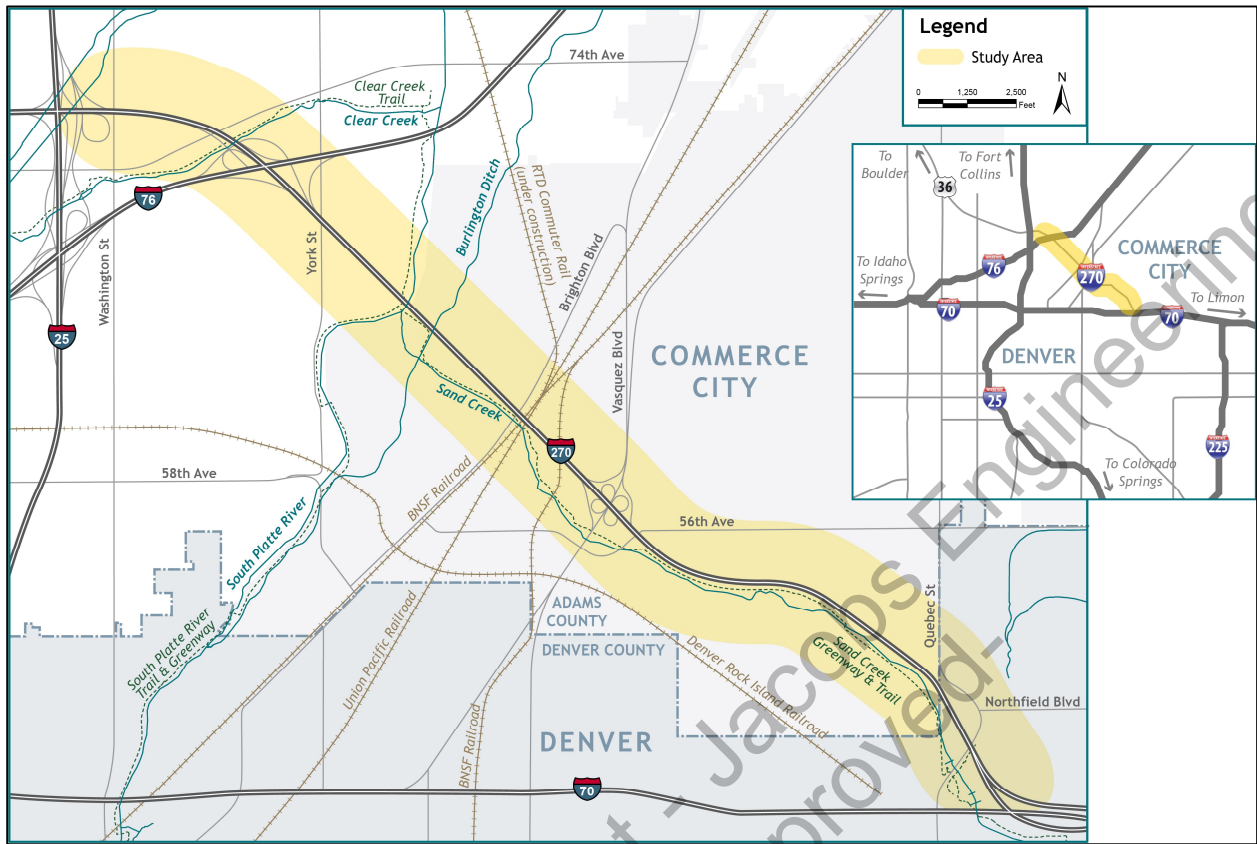 Legend
Study Area
0 1,250 2,500
Feet
N
74th Ave
Clear Creek
Trail
Clear Creek
76
Washington St
York St
25
Burlington Ditch
RTD Commuter Rail
(under construction)
Brighton Blvd
Vasquez Blvd
COMMERCE
CITY
Sand Creek
270
58th Ave
BNSF Railroad
56th Ave
South Platte River
South Platte River
Trail & Greenway
Union Pacific Railroad
ADAMS
COUNTY
DENVER COUNTY
Denver Rock Island Railroad
Sand Creek
Greenway & Trail
Quebec St
Northfield Blvd
BNSF Railroad
DENVER
70
To
Boulder
To Fort
Collins
36
To Idaho
Springs
76
COMMERCE
CITY
270
To Limon
70
70
DENVER
25
To Colorado
Springs
225
t - Jacobs Engineering
proved-